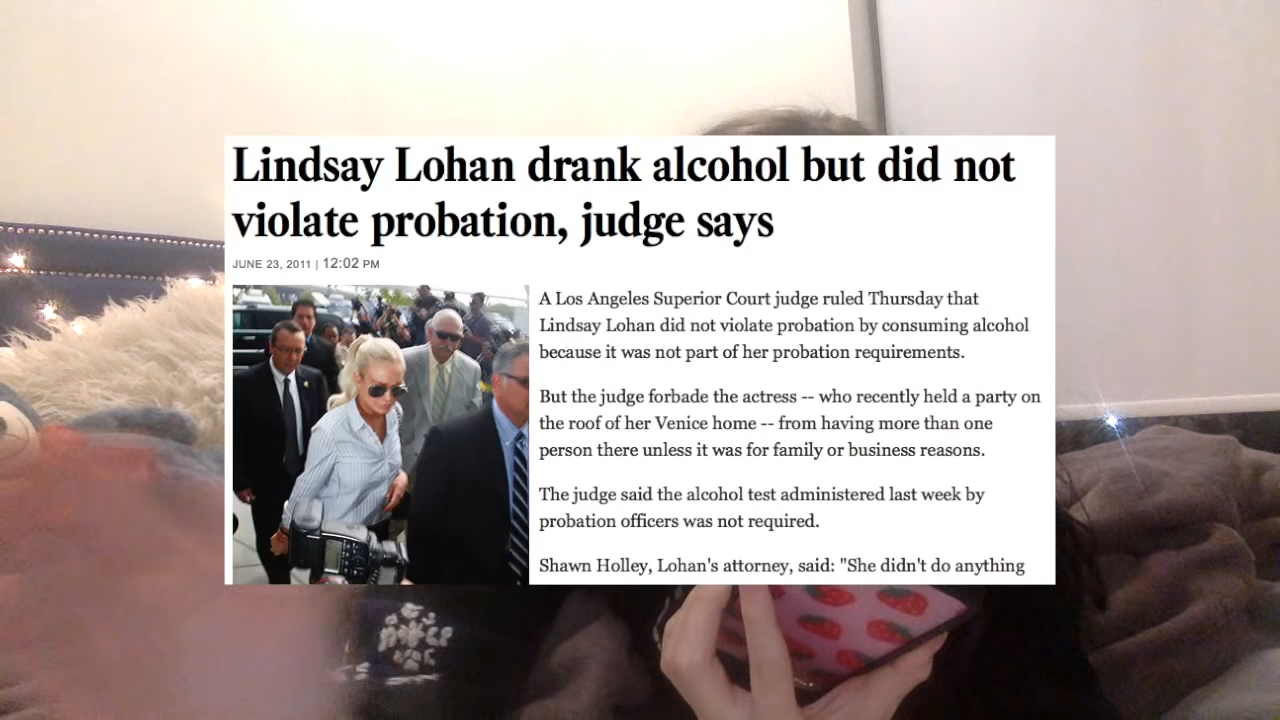 Lindsay Lohan drank alcohol but did not
violate probation, judge says
JUNE 23, 2011 | 12:02 PM
A Los Angeles Superior Court judge ruled Thursday that
Lindsay Lohan did not violate probation by consuming alcohol
because it was not part of her probation requirements.
But the judge forbade the actress -- who recently held a party on
the roof of her Venice home -- from having more than one
person there unless it was for family or business reasons.
The judge said the alcohol test administered last week by
probation officers was not required.
Shawn Holley, Lohan's attorney, said: "She didn't do anything